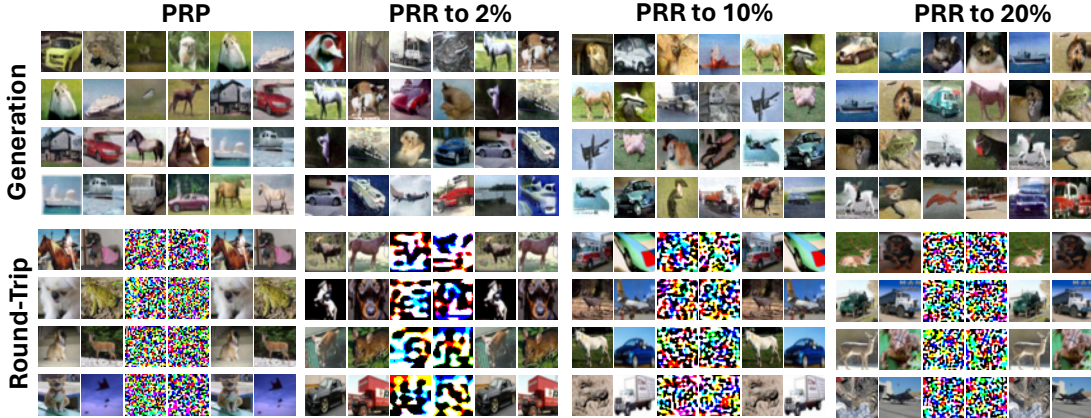 PRP
PRR to 2%
PRR to 10%
PRR to 20%
Generation
Round-Trip